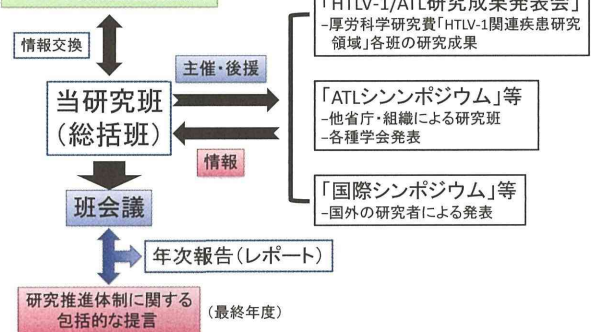 「HTLV-1/ATL研究成果発表会」
−厚労科学研究費「HTLV-1関連疾患研究
領域」各班の研究成果
情報交換
主催・後援
当研究班
(総括班)
「ATLシンンポジウム」等
−他省庁・組織による研究班
−各種学会発表
情報
「国際シンポジウム」等
−国外の研究者による発表
班会議
年次報告(レポート)
研究推進体制に関する
包括的な提言
(最終年度)